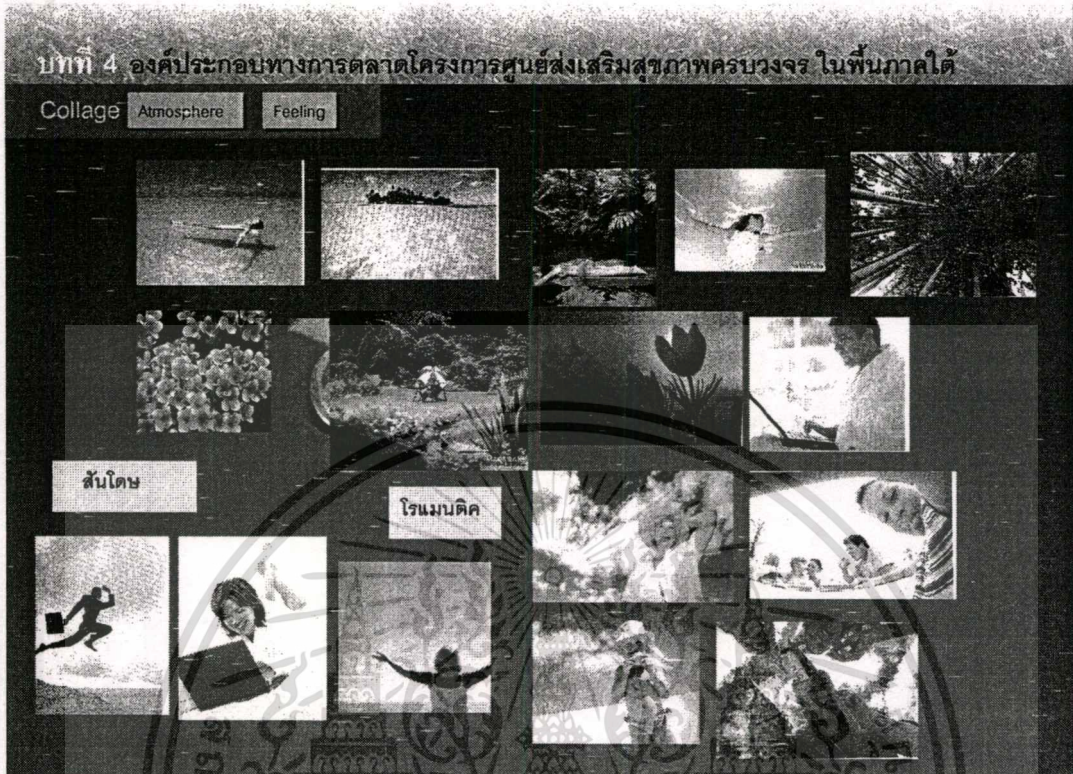 บทที่ 4 องค์ประกอบทางการตลาดโครงการศูนย์ส่งเสริมสุขภาพครบวงจร ในพื้นภาคใต้
Collage Atmosphere Feeling
สันโดษ
โรแมนติค